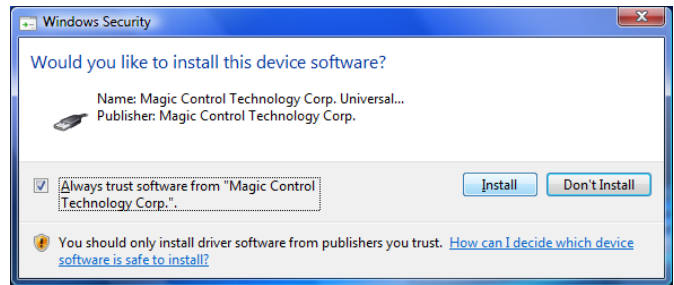 Windows Security
Would you like to install this device software?
Name: Magic Control Technology Corp. Universal...
Publisher: Magic Control Technology Corp.
Always trust software from "Magic Control
Technology Corp.".
Install
Don't Install
You should only install driver software from publishers you trust. How can I decide which device
software is safe to install?